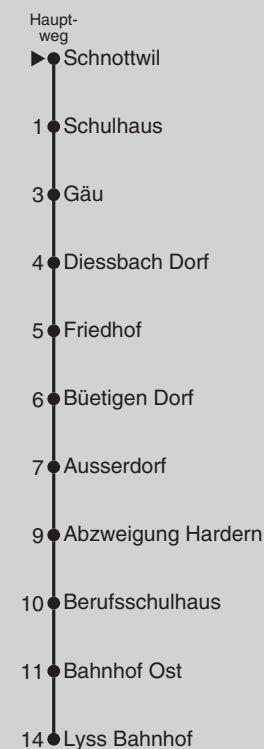 Haupt-
weg
Schnottwil
1 Schulhaus
3 Gäu
4 Diessbach Dorf
5 Friedhof
6 Büetigen Dorf
7 Ausserdorf
9 Abzweigung Hardern
10 Berufsschulhaus
11 Bahnhof Ost
14 Lyss Bahnhof